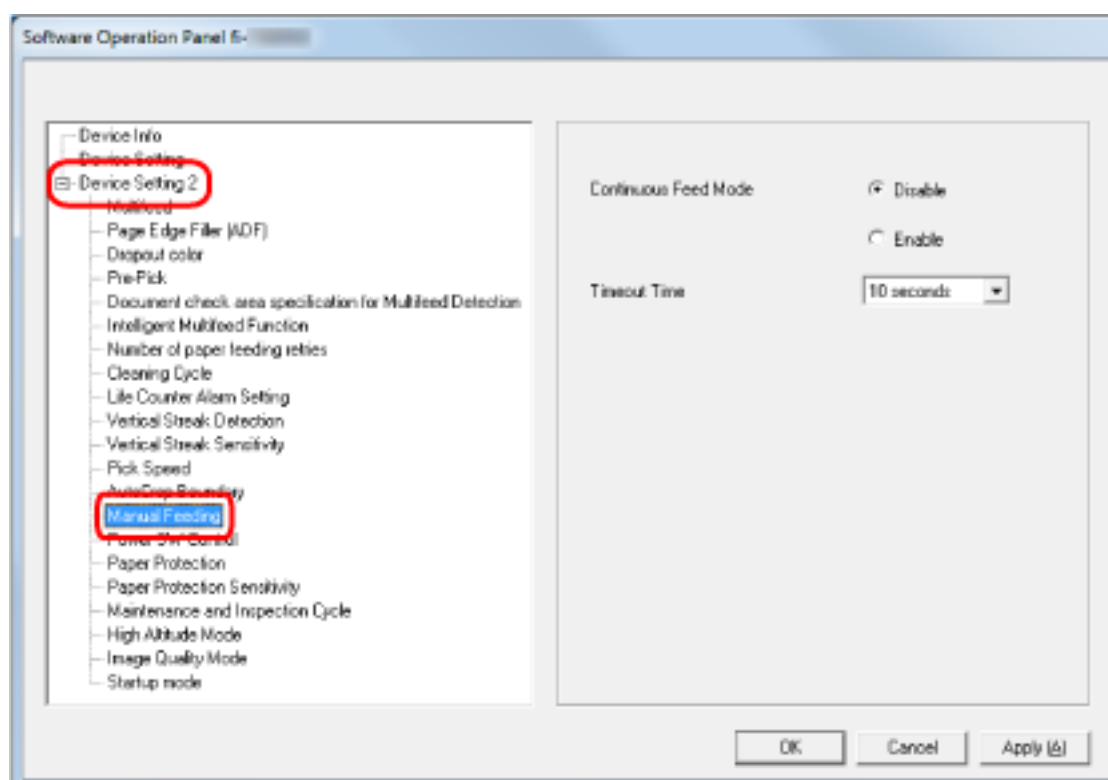 Software Operation Panel fi-
Device Info
Device Setting
Device Setting 2
Multifeed
Page Edge Filler (ADF)
Dropout color
Pre-Pick
Document check area specification for Multifeed Detection
Intelligent Multifeed Function
Number of paper feeding retries
Cleaning Cycle
Life Counter Alarm Setting
Vertical Streak Detection
Vertical Streak Sensitivity
Pick Speed
AutoCrop Boundary
Manual Feeding
Power SW Control
Paper Protection
Paper Protection Sensitivity
Maintenance and Inspection Cycle
High Altitude Mode
Image Quality Mode
Startup mode
Continuous Feed Mode
Disable
Enable
Timeout Time
10 seconds
OK
Cancel
Apply (A)